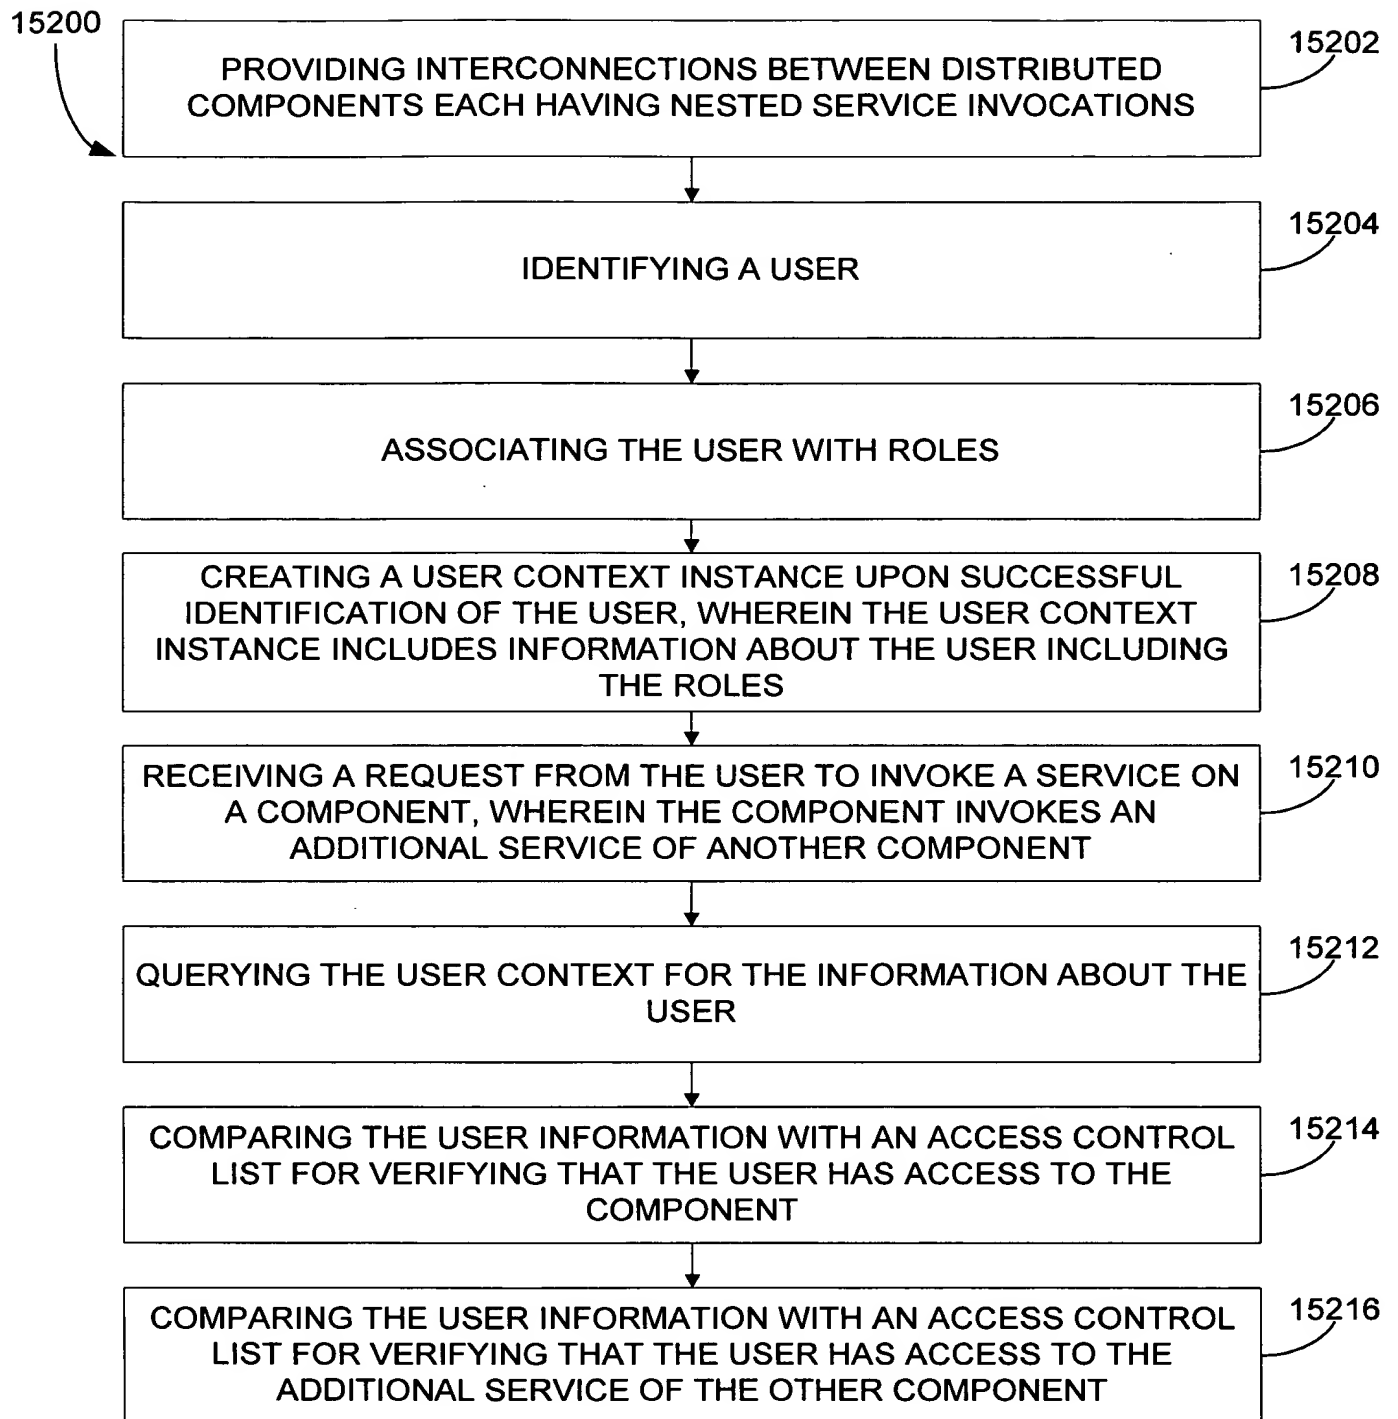 15200
15202
PROVIDING INTERCONNECTIONS BETWEEN DISTRIBUTED
COMPONENTS EACH HAVING NESTED SERVICE INVOCATIONS
15204
IDENTIFYING A USER
15206
ASSOCIATING THE USER WITH ROLES
15208
CREATING A USER CONTEXT INSTANCE UPON SUCCESSFUL
IDENTIFICATION OF THE USER, WHEREIN THE USER CONTEXT
INSTANCE INCLUDES INFORMATION ABOUT THE USER INCLUDING
THE ROLES
15210
RECEIVING A REQUEST FROM THE USER TO INVOKE A SERVICE ON
A COMPONENT, WHEREIN THE COMPONENT INVOKES AN
ADDITIONAL SERVICE OF ANOTHER COMPONENT
15212
QUERYING THE USER CONTEXT FOR THE INFORMATION ABOUT THE
USER
15214
COMPARING THE USER INFORMATION WITH AN ACCESS CONTROL
LIST FOR VERIFYING THAT THE USER HAS ACCESS TO THE
COMPONENT
15216
COMPARING THE USER INFORMATION WITH AN ACCESS CONTROL
LIST FOR VERIFYING THAT THE USER HAS ACCESS TO THE
ADDITIONAL SERVICE OF THE OTHER COMPONENT